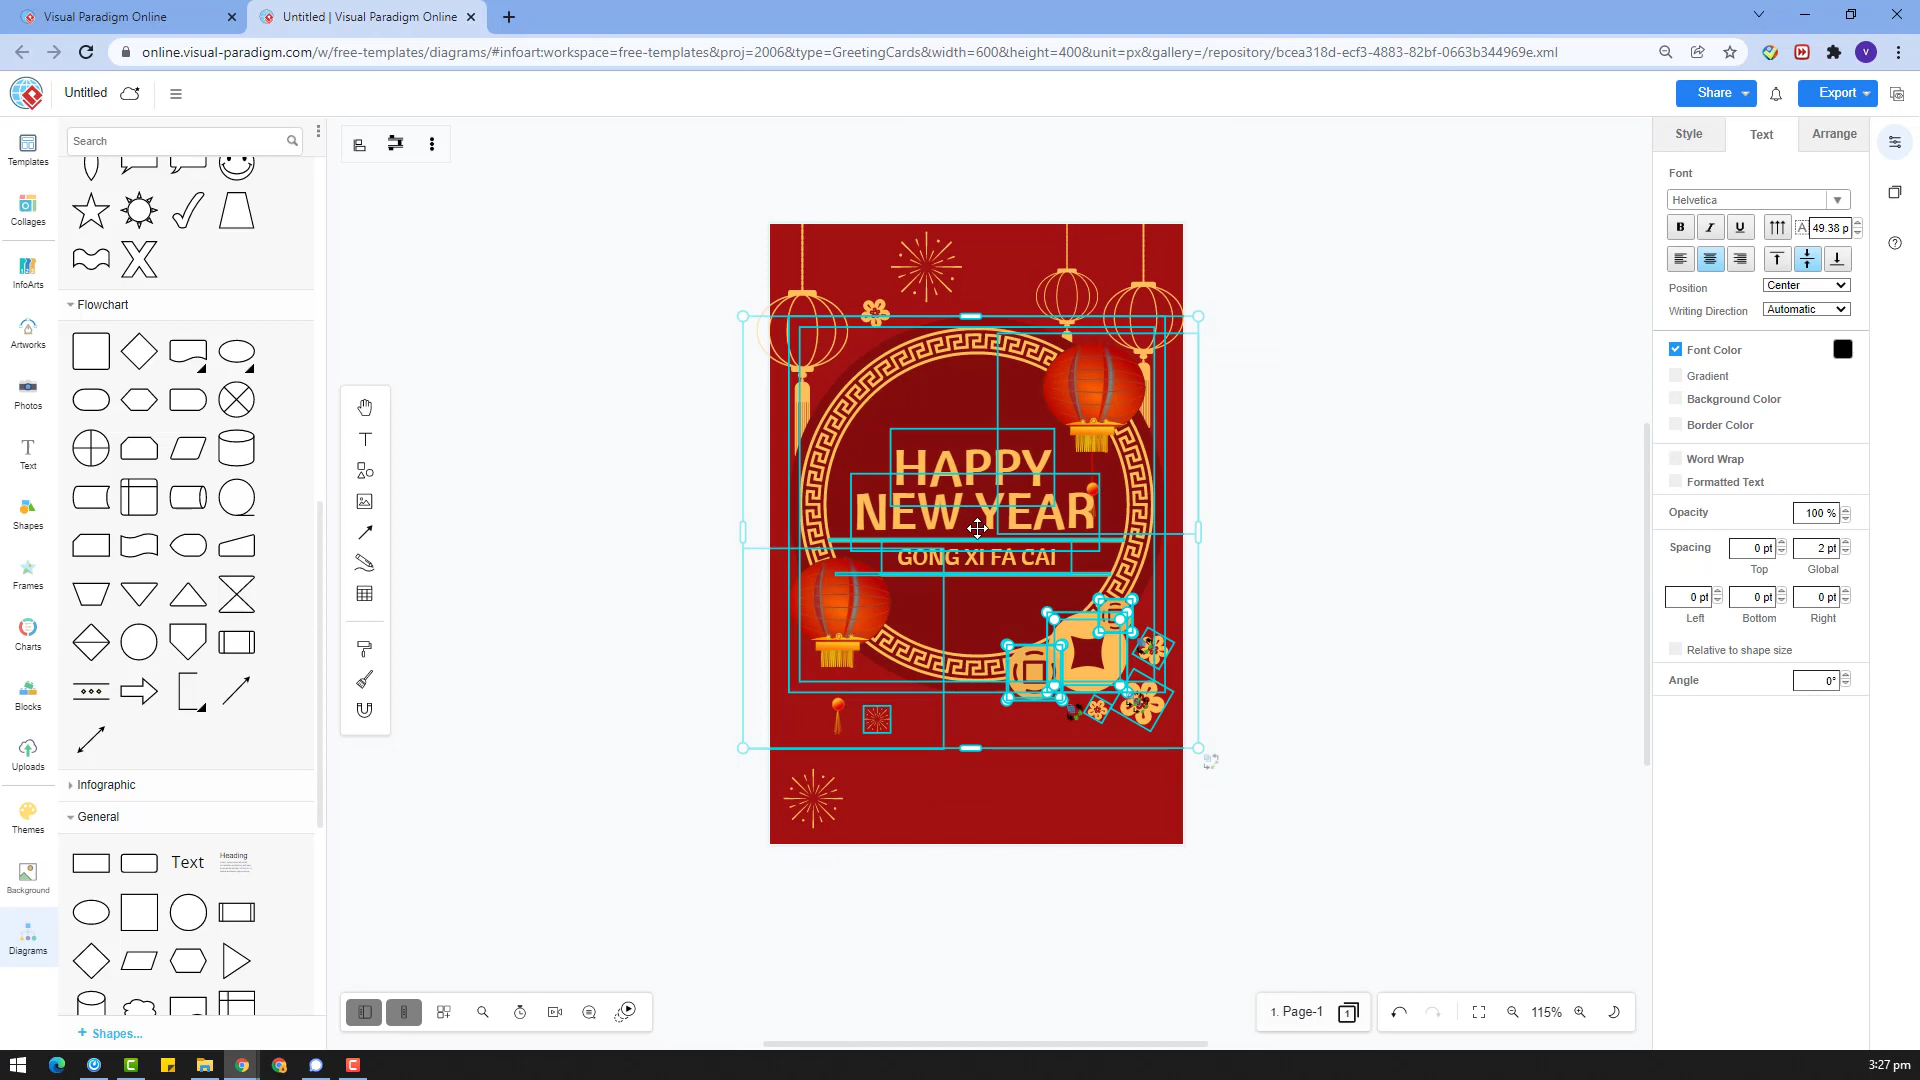 Visual Paradigm Online
Untitled | Visual Paradigm Online
online.visual-paradigm.com/w/free-templates/diagrams/#infoart:workspace=free-templates&proj=2006&type=GreetingCards&width=600&height=400&unit=px&gallery=/repository/bcea318d-ecf3-4883-82bf-0663b344969e.xml
V
Untitled
Share
Export
Templates
Collages
InfoArts
Artworks
Photos
Text
Shapes
Frames
Charts
Blocks
Uploads
Themes
Background
Diagrams
Search
Flowchart
Infographic
General
Text
Heading
+ Shapes...
HAPPY
NEW YEAR
GONG XI FA CAI
1. Page-1
1
115%
Style
Text
Arrange
Font
Helvetica
B I U
A 49.38 p
Position Center
Writing Direction Automatic
Font Color
Gradient
Background Color
Border Color
Word Wrap
Formatted Text
Opacity 100 %
Spacing 0 pt 2 pt
Top Global
0 pt 0 pt 0 pt
Left Bottom Right
Relative to shape size
Angle 0°
3:27 pm